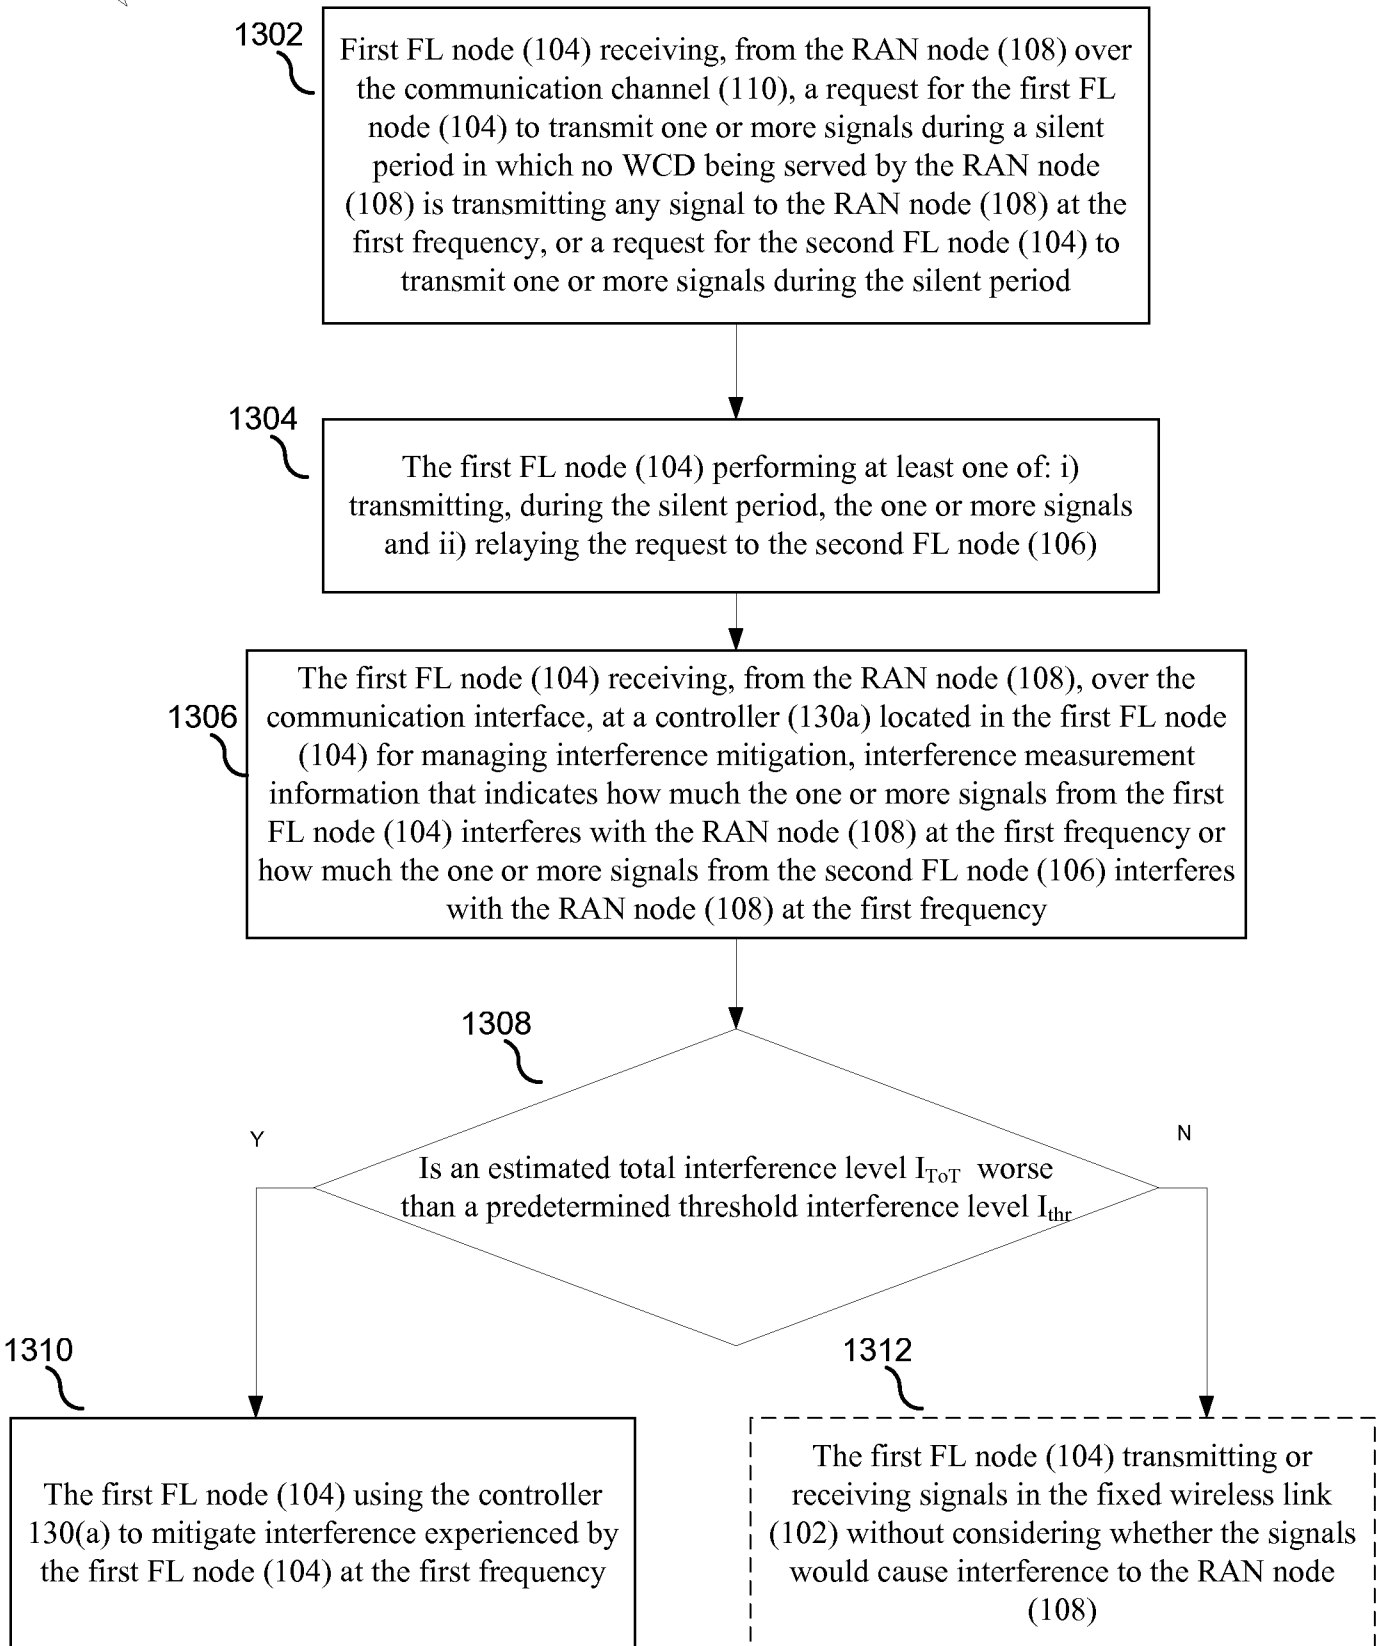 1302
First FL node (104) receiving, from the RAN node (108) over
the communication channel (110), a request for the first FL
node (104) to transmit one or more signals during a silent
period in which no WCD being served by the RAN node
(108) is transmitting any signal to the RAN node (108) at the
first frequency, or a request for the second FL node (104) to
transmit one or more signals during the silent period
1304
The first FL node (104) performing at least one of: i)
transmitting, during the silent period, the one or more signals
and ii) relaying the request to the second FL node (106)
1306
The first FL node (104) receiving, from the RAN node (108), over the
communication interface, at a controller (130a) located in the first FL node
(104) for managing interference mitigation, interference measurement
information that indicates how much the one or more signals from the first
FL node (104) interferes with the RAN node (108) at the first frequency or
how much the one or more signals from the second FL node (106) interferes
with the RAN node (108) at the first frequency
1308
Y
N
Is an estimated total interference level I_ToT worse
than a predetermined threshold interference level I_thr
1310
The first FL node (104) using the controller
130(a) to mitigate interference experienced by
the first FL node (104) at the first frequency
1312
The first FL node (104) transmitting or
receiving signals in the fixed wireless link
(102) without considering whether the signals
would cause interference to the RAN node
(108)